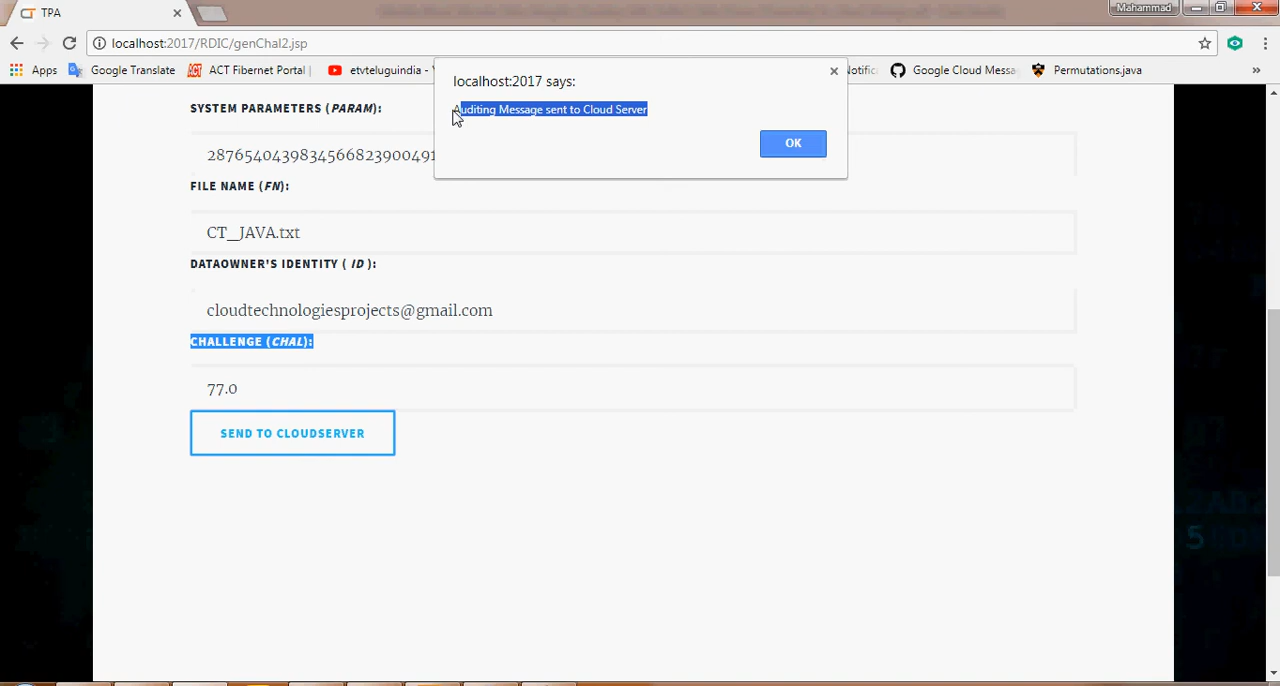 TPA
Mahammad
localhost:2017/RDIC/genChal2.jsp
Apps Google Translate ACT Fibernet Portal | etvteluguindia - Google Cloud Messa Permutations.java »
localhost:2017 says:
Auditing Message sent to Cloud Server
OK
SYSTEM PARAMETERS (PARAM):
FILE NAME (FN):
CT_JAVA.txt
DATAOWNER'S IDENTITY ( ID ):
cloudtechnologiesprojects@gmail.com
CHALLENGE (CHAL):
77.0
SEND TO CLOUDSERVER